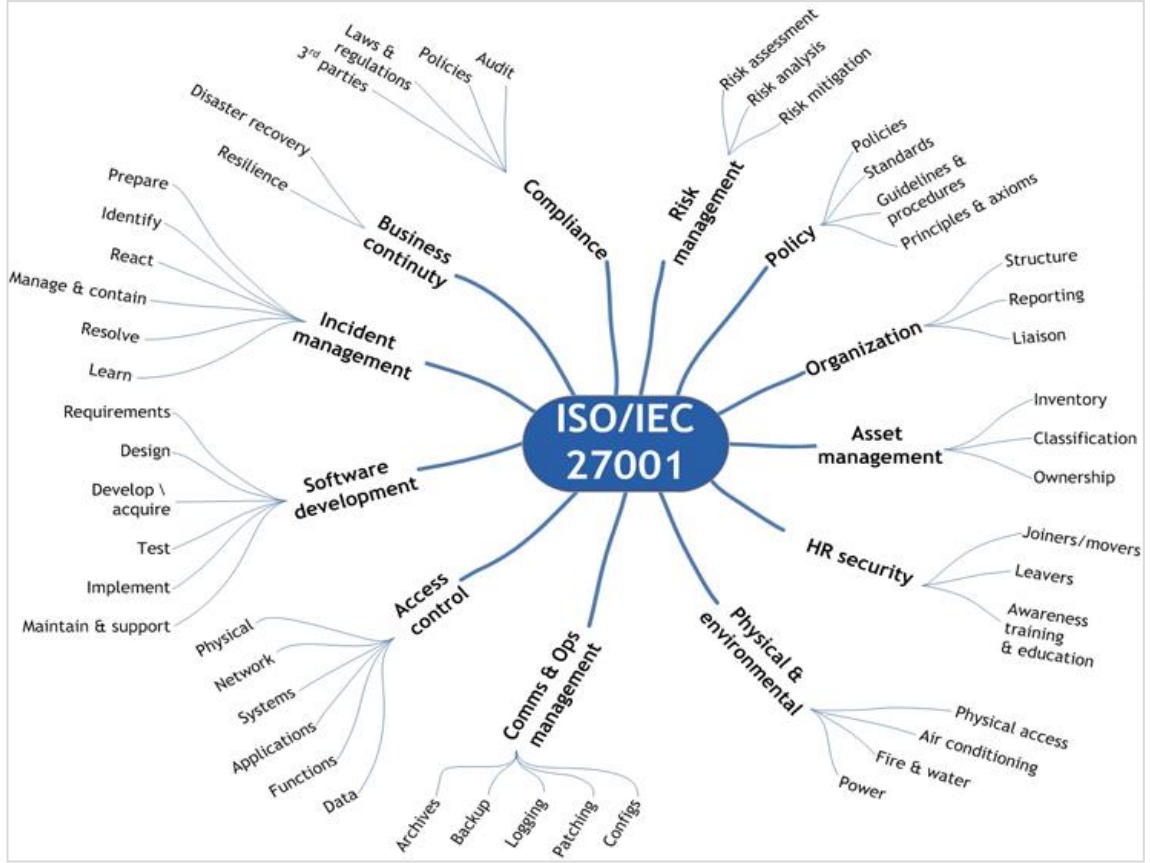 ISO/IEC
27001
Risk
management
Risk assessment
Risk analysis
Risk mitigation
Policy
Policies
Standards
Guidelines &
procedures
Principles & axioms
Organization
Structure
Reporting
Liaison
Asset
management
Inventory
Classification
Ownership
HR security
Joiners/movers
Leavers
Awareness
training
& education
Physical &
environmental
Physical access
Air conditioning
Fire & water
Power
Comms & Ops
management
Archives
Backup
Logging
Patching
Configs
Access
control
Physical
Network
Systems
Applications
Functions
Data
Software
development
Requirements
Design
Develop \
acquire
Test
Implement
Maintain & support
Incident
management
Prepare
Identify
React
Manage & contain
Resolve
Learn
Business
continuty
Disaster recovery
Resilience
Compliance
3rd parties
Laws &
regulations
Policies
Audit